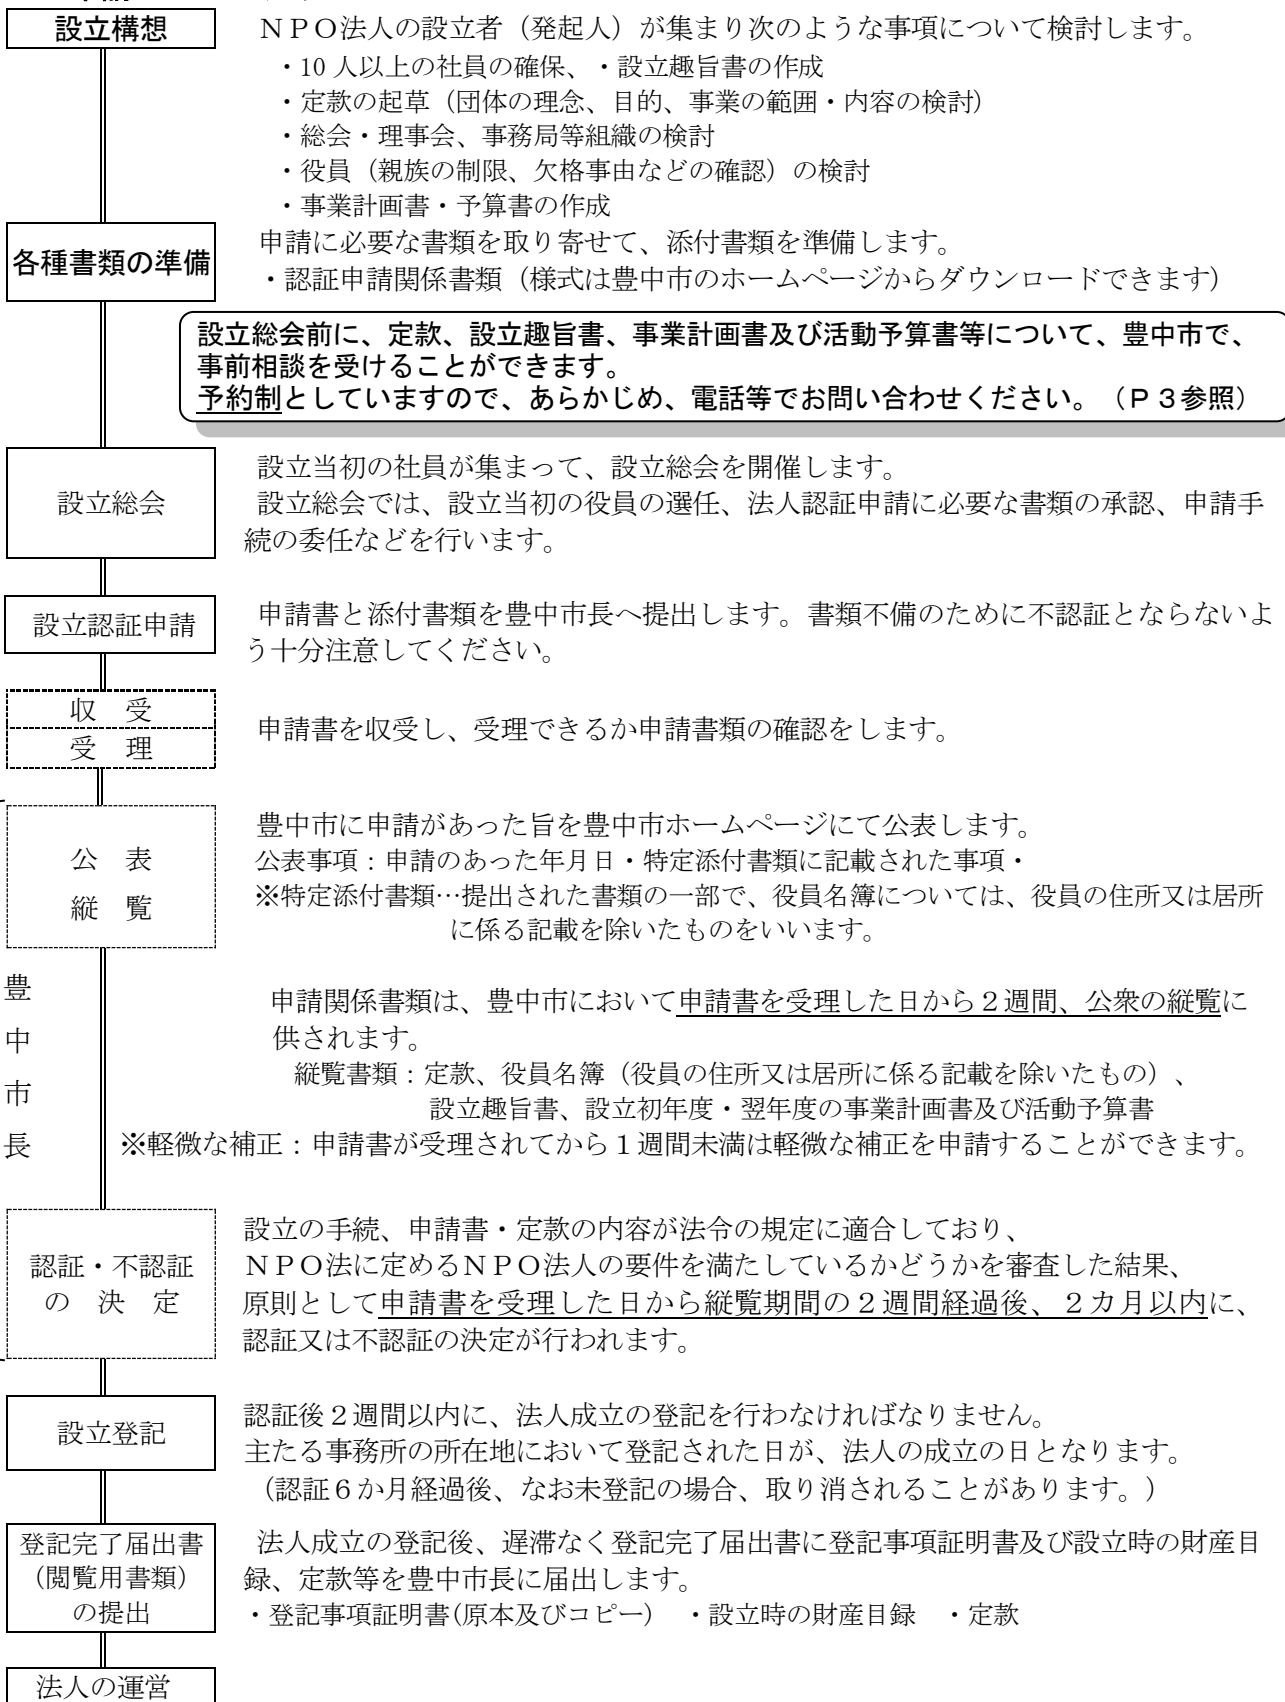 設立構想
ＮＰＯ法人の設立者（発起人）が集まり次のような事項について検討します。
・10 人以上の社員の確保、・設立趣旨書の作成
・定款の起草（団体の理念、目的、事業の範囲・内容の検討）
・総会・理事会、事務局等組織の検討
・役員（親族の制限、欠格事由などの確認）の検討
・事業計画書・予算書の作成
各種書類の準備
申請に必要な書類を取り寄せて、添付書類を準備します。
・認証申請関係書類（様式は豊中市のホームページからダウンロードできます）
設立総会前に、定款、設立趣旨書、事業計画書及び活動予算書等について、豊中市で、
事前相談を受けることができます。
予約制としていますので、あらかじめ、電話等でお問い合わせください。（Ｐ３参照）
設立総会
設立当初の社員が集まって、設立総会を開催します。
設立総会では、設立当初の役員の選任、法人認証申請に必要な書類の承認、申請手
続の委任などを行います。
設立認証申請
申請書と添付書類を豊中市長へ提出します。書類不備のために不認証とならないよ
う十分注意してください。
収　受
受　理
申請書を収受し、受理できるか申請書類の確認をします。
公　表
縦　覧
豊中市に申請があった旨を豊中市ホームページにて公表します。
公表事項：申請のあった年月日・特定添付書類に記載された事項・
※特定添付書類…提出された書類の一部で、役員名簿については、役員の住所又は居所
に係る記載を除いたものをいいます。
豊
中
市
長
申請関係書類は、豊中市において申請書を受理した日から２週間、公衆の縦覧に
供されます。
縦覧書類：定款、役員名簿（役員の住所又は居所に係る記載を除いたもの）、
設立趣旨書、設立初年度・翌年度の事業計画書及び活動予算書
※軽微な補正：申請書が受理されてから１週間未満は軽微な補正を申請することができます。
認証・不認証
の　決　定
設立の手続、申請書・定款の内容が法令の規定に適合しており、
ＮＰＯ法に定めるＮＰＯ法人の要件を満たしているかどうかを審査した結果、
原則として申請書を受理した日から縦覧期間の２週間経過後、２カ月以内に、
認証又は不認証の決定が行われます。
設立登記
認証後２週間以内に、法人成立の登記を行わなければなりません。
主たる事務所の所在地において登記された日が、法人の成立の日となります。
（認証６か月経過後、なお未登記の場合、取り消されることがあります。）
登記完了届出書
（閲覧用書類）
の提出
法人成立の登記後、遅滞なく登記完了届出書に登記事項証明書及び設立時の財産目
録、定款等を豊中市長に届出します。
・登記事項証明書(原本及びコピー)　・設立時の財産目録　・定款
法人の運営